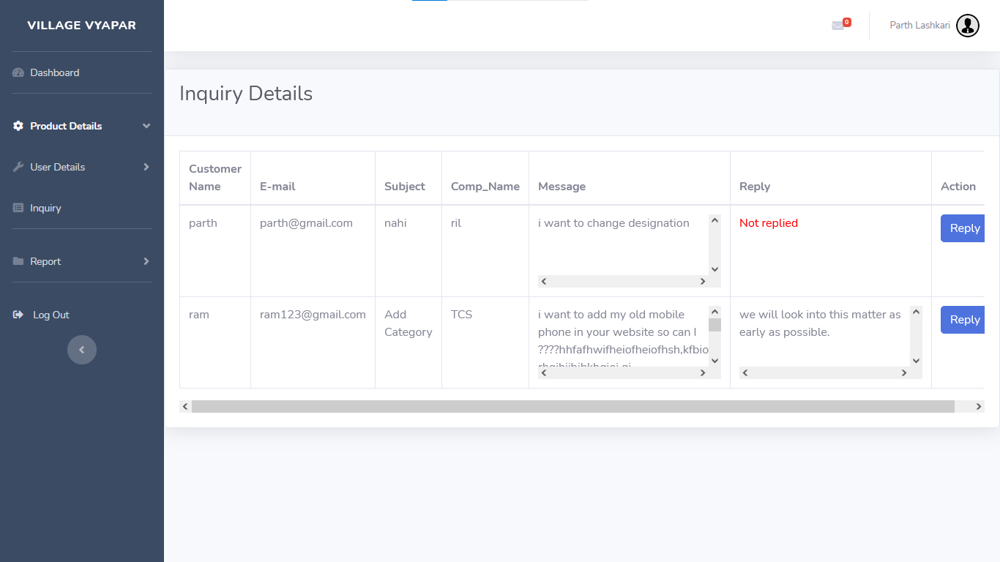 VILLAGE VYAPAR
Dashboard
Product Details
User Details
Inquiry
Report
Log Out
0
Parth Lashkari
Inquiry Details
Customer Name
E-mail
Subject
Comp_Name
Message
Reply
Action
parth
parth@gmail.com
nahi
ril
i want to change designation
Not replied
Reply
ram
ram123@gmail.com
Add
Category
TCS
i want to add my old mobile
phone in your website so can I
????hhfafhwifheiofheiofhsh,kfbio
we will look into this matter as
early as possible.
Reply